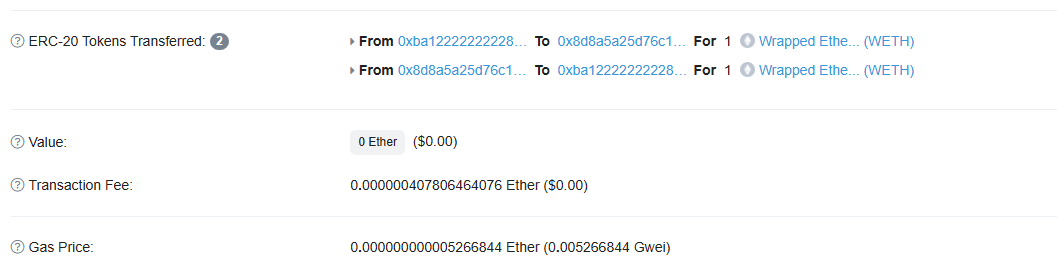 ERC-20 Tokens Transferred: 2 From 0xba12222222228... To 0x8d8a5a25d76c1... For 1 Wrapped Ethe... (WETH)
From 0x8d8a5a25d76c1... To 0xba12222222228... For 1 Wrapped Ethe... (WETH)
Value: 0 Ether ($0.00)
Transaction Fee: 0.000000407806464076 Ether ($0.00)
Gas Price: 0.000000000005266844 Ether (0.005266844 Gwei)